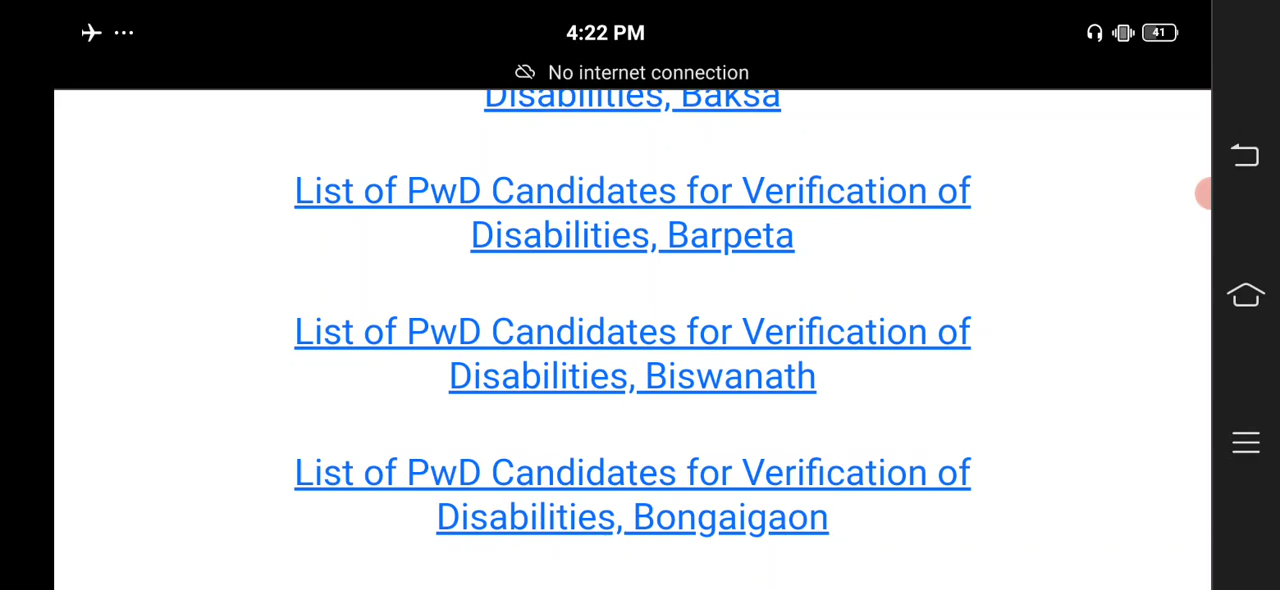 4:22 PM
41
No internet connection
Disabilities, Baksa
List of PwD Candidates for Verification of
Disabilities, Barpeta
List of PwD Candidates for Verification of
Disabilities, Biswanath
List of PwD Candidates for Verification of
Disabilities, Bongaigaon